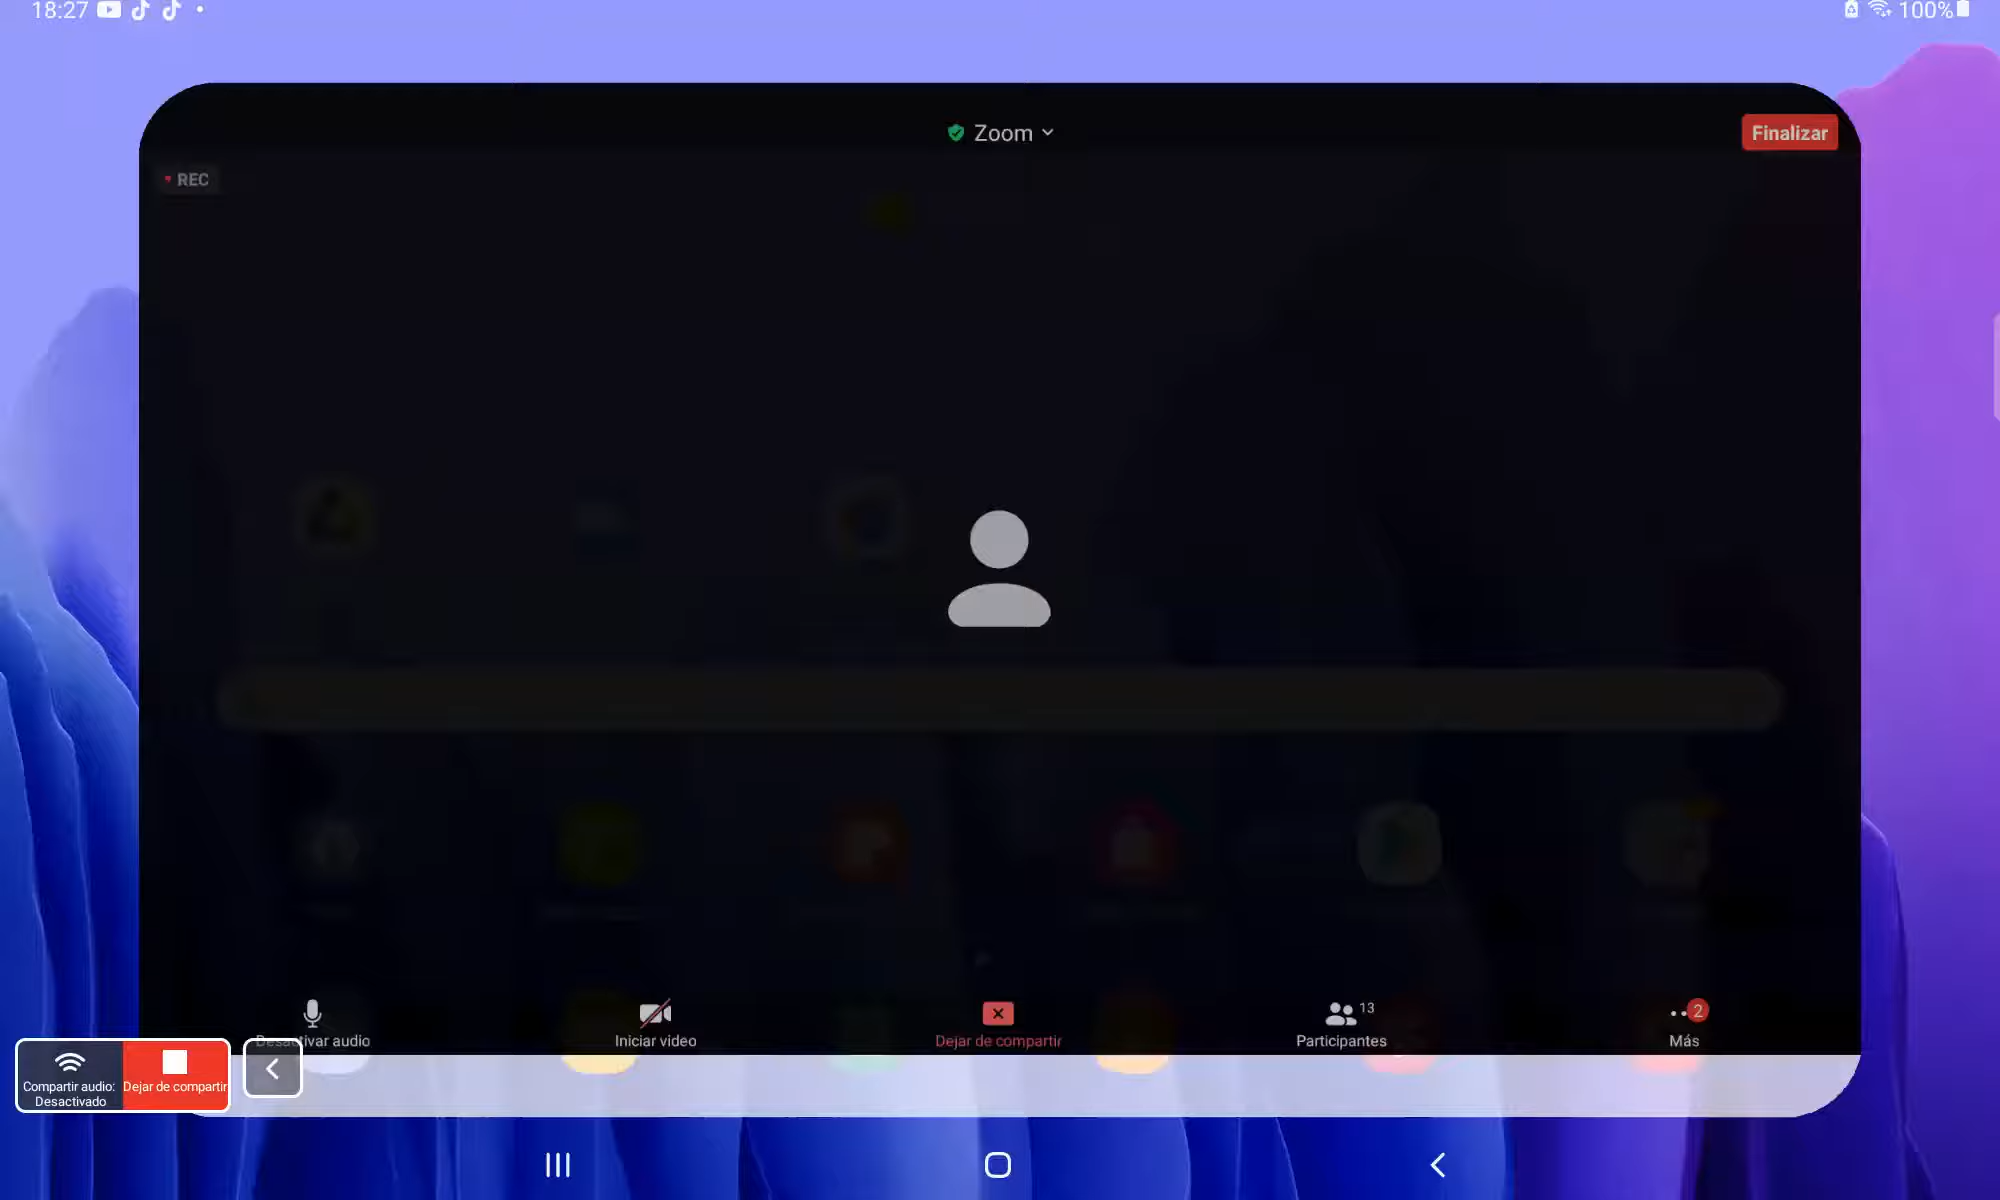 18:27
100%
Zoom
Finalizar
REC
Desactivar audio
Iniciar video
Dejar de compartir
13
Participantes
2
Más
Compartir audio:
Desactivado
Dejar de compartir